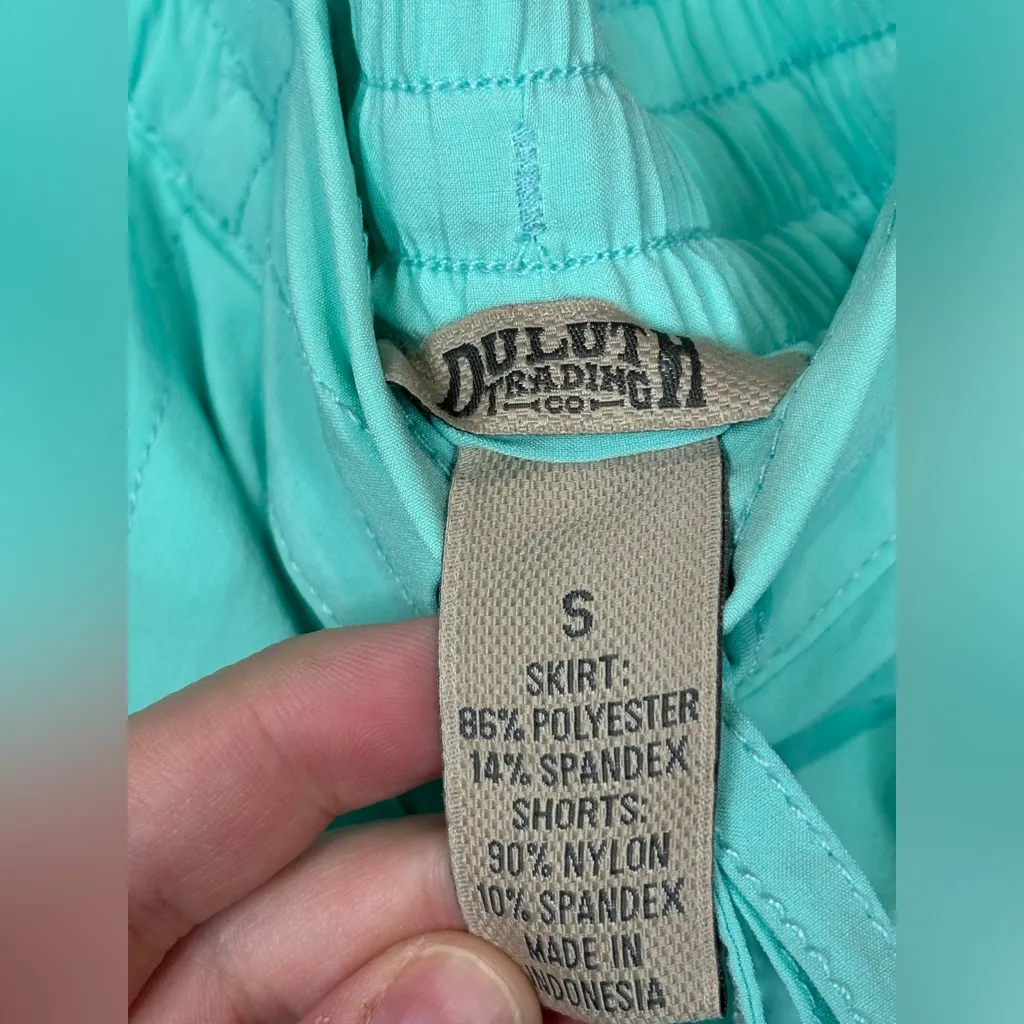 DULUTH
TRADING
CO
S
SKIRT:
86% POLYESTER
14% SPANDEX
SHORTS:
90% NYLON
10% SPANDEX
MADE IN
INDONESIA